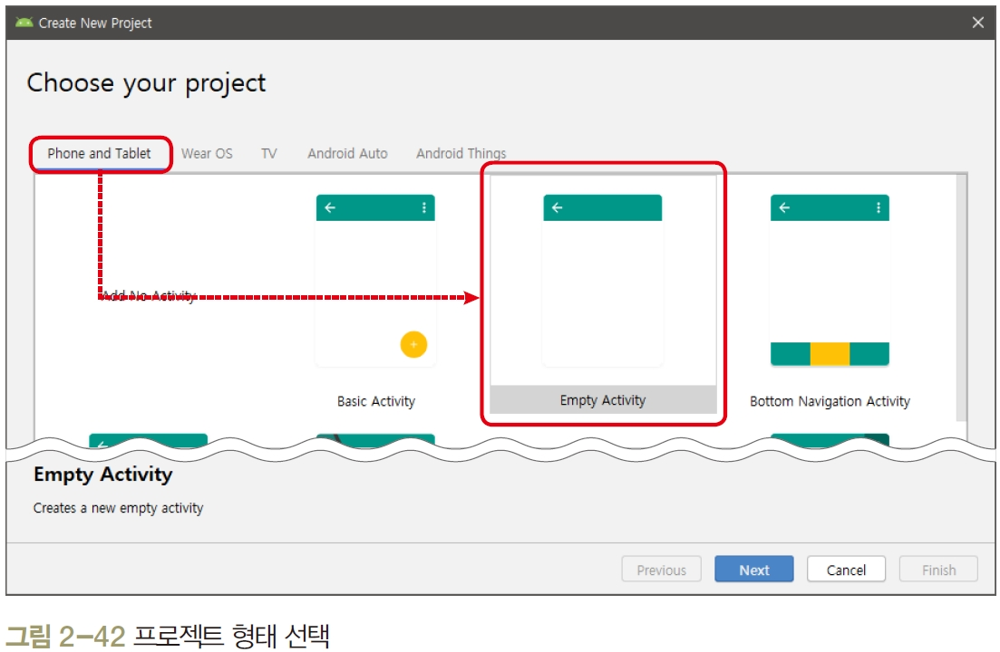 Create New Project
Choose your project
Phone and Tablet Wear OS TV Android Auto Android Things
Add No Activity
Basic Activity Empty Activity Bottom Navigation Activity
Empty Activity
Creates a new empty activity
Previous Next Cancel Finish
그림 2-42 프로젝트 형태 선택